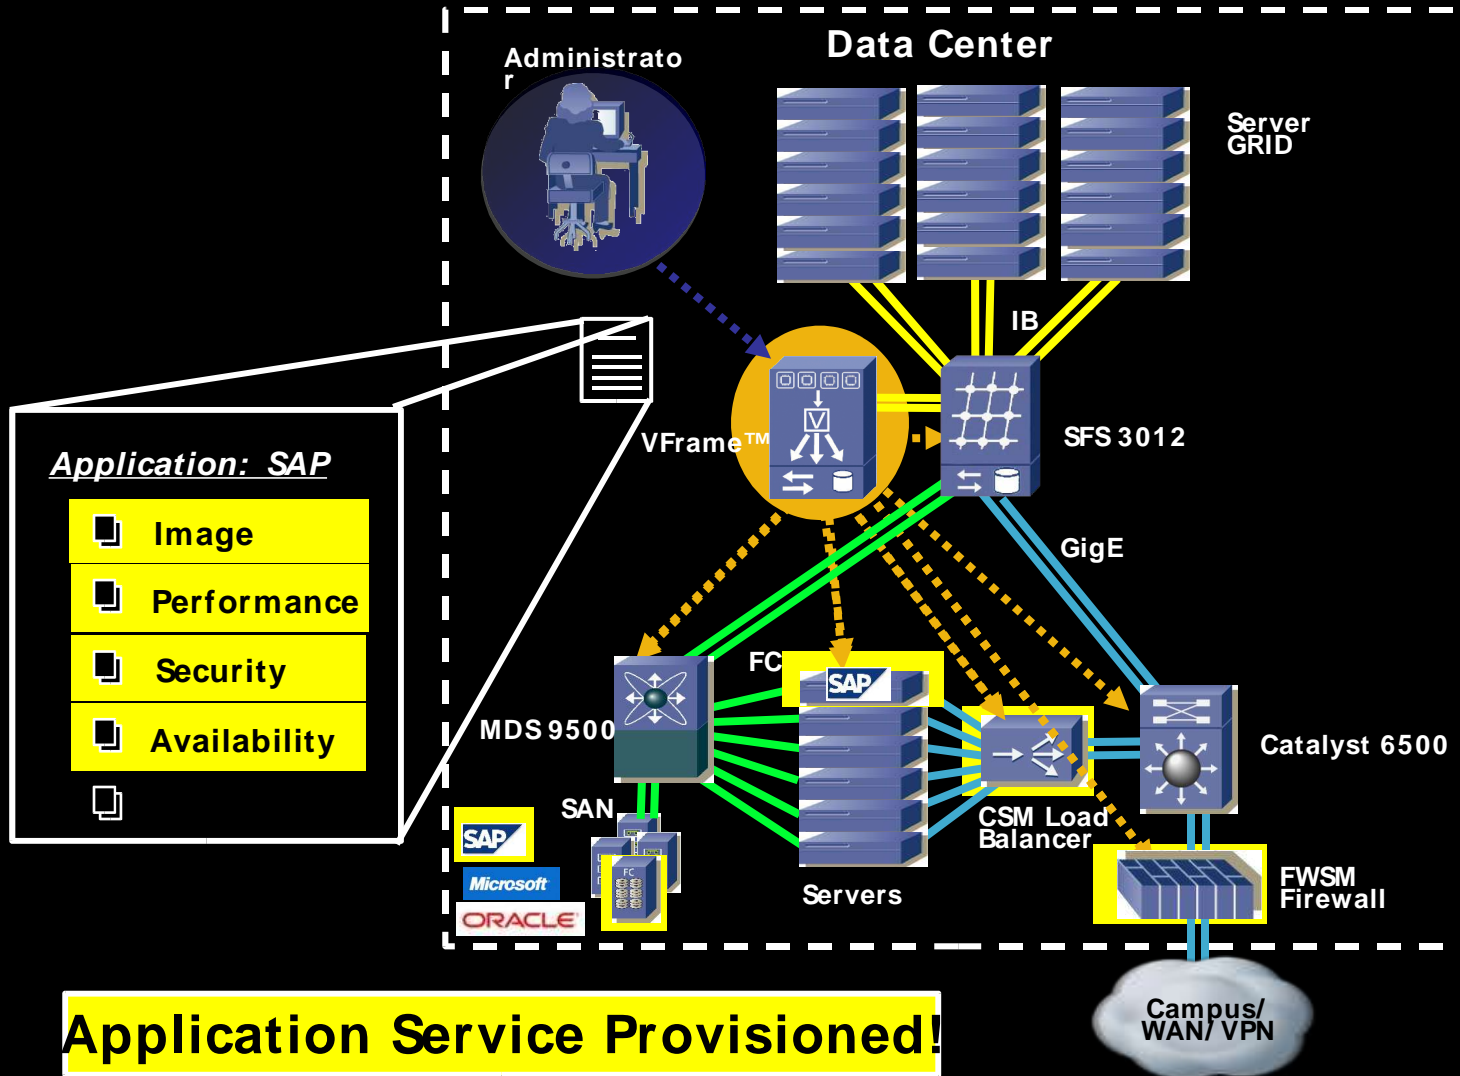 Data Center
Administrato
r
Server
GRID
IB
VFrame™
V
SFS 3012
Application: SAP
Image
Performance
Security
Availability
GigE
FC
SAP
MDS 9500
Catalyst 6500
SAN
CSM Load
Balancer
SAP
Microsoft
ORACLE
FC
Servers
FWSM
Firewall
Campus/
WAN/ VPN
Application Service Provisioned!